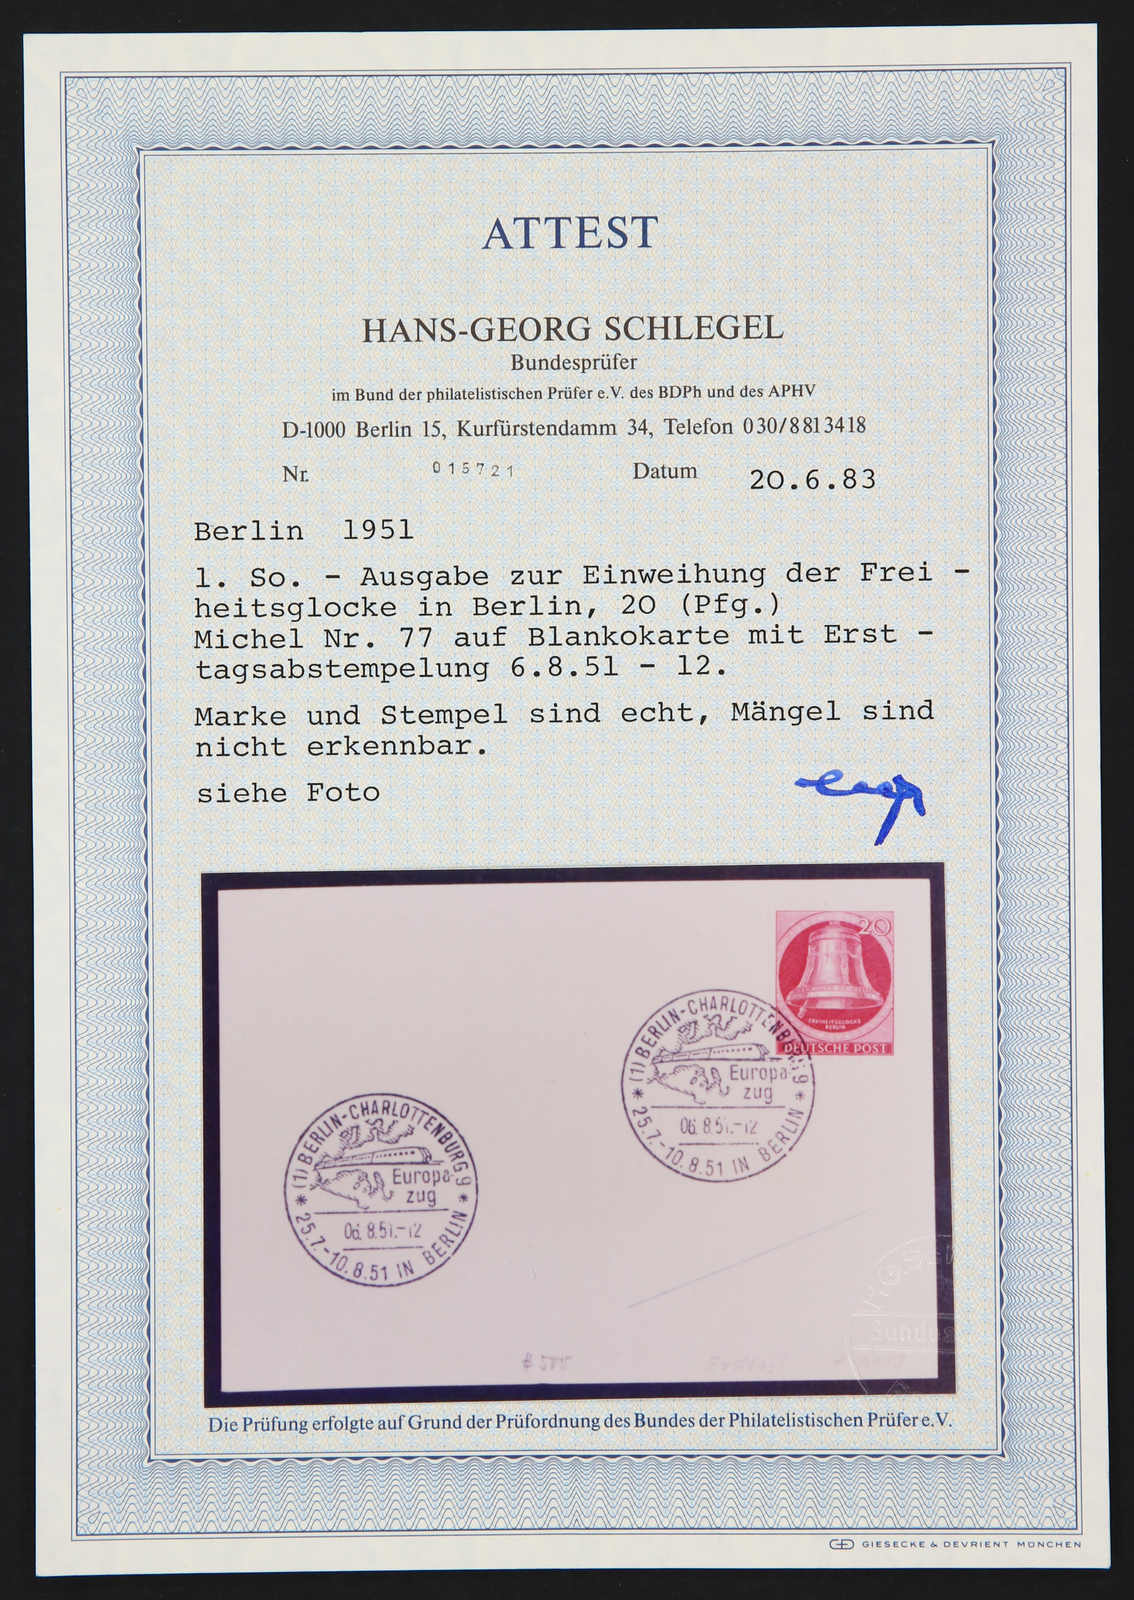 ATTEST
HANS-GEORG SCHLEGEL
Bundesprüfer
im Bund der philatelistischen Prüfer e.V. des BDPh und des APHV
D-1000 Berlin 15, Kurfürstendamm 34, Telefon 030/8813418
Nr. 015721 Datum 20.6.83
Berlin 1951
1. So. - Ausgabe zur Einweihung der Frei -
heitsglocke in Berlin, 20 (Pfg.)
Michel Nr. 77 auf Blankokarte mit Erst -
tagsabstempelung 6.8.51 - 12.
Marke und Stempel sind echt, Mängel sind
nicht erkennbar.
siehe Foto
20
FREIHEITSGLOCKE
BERLIN
DEUTSCHE POST
(1) BERLIN-CHARLOTTENBURG 9
Europa-
zug
06.8.51.-12
* 25.7.-10.8.51 IN BERLIN *
(1) BERLIN-CHARLOTTENBURG 9
Europa-
zug
06.8.51.-12
* 25.7.-10.8.51 IN BERLIN *
Die Prüfung erfolgte auf Grund der Prüfordnung des Bundes der Philatelistischen Prüfer e.V.
GIESECKE & DEVRIENT MÜNCHEN